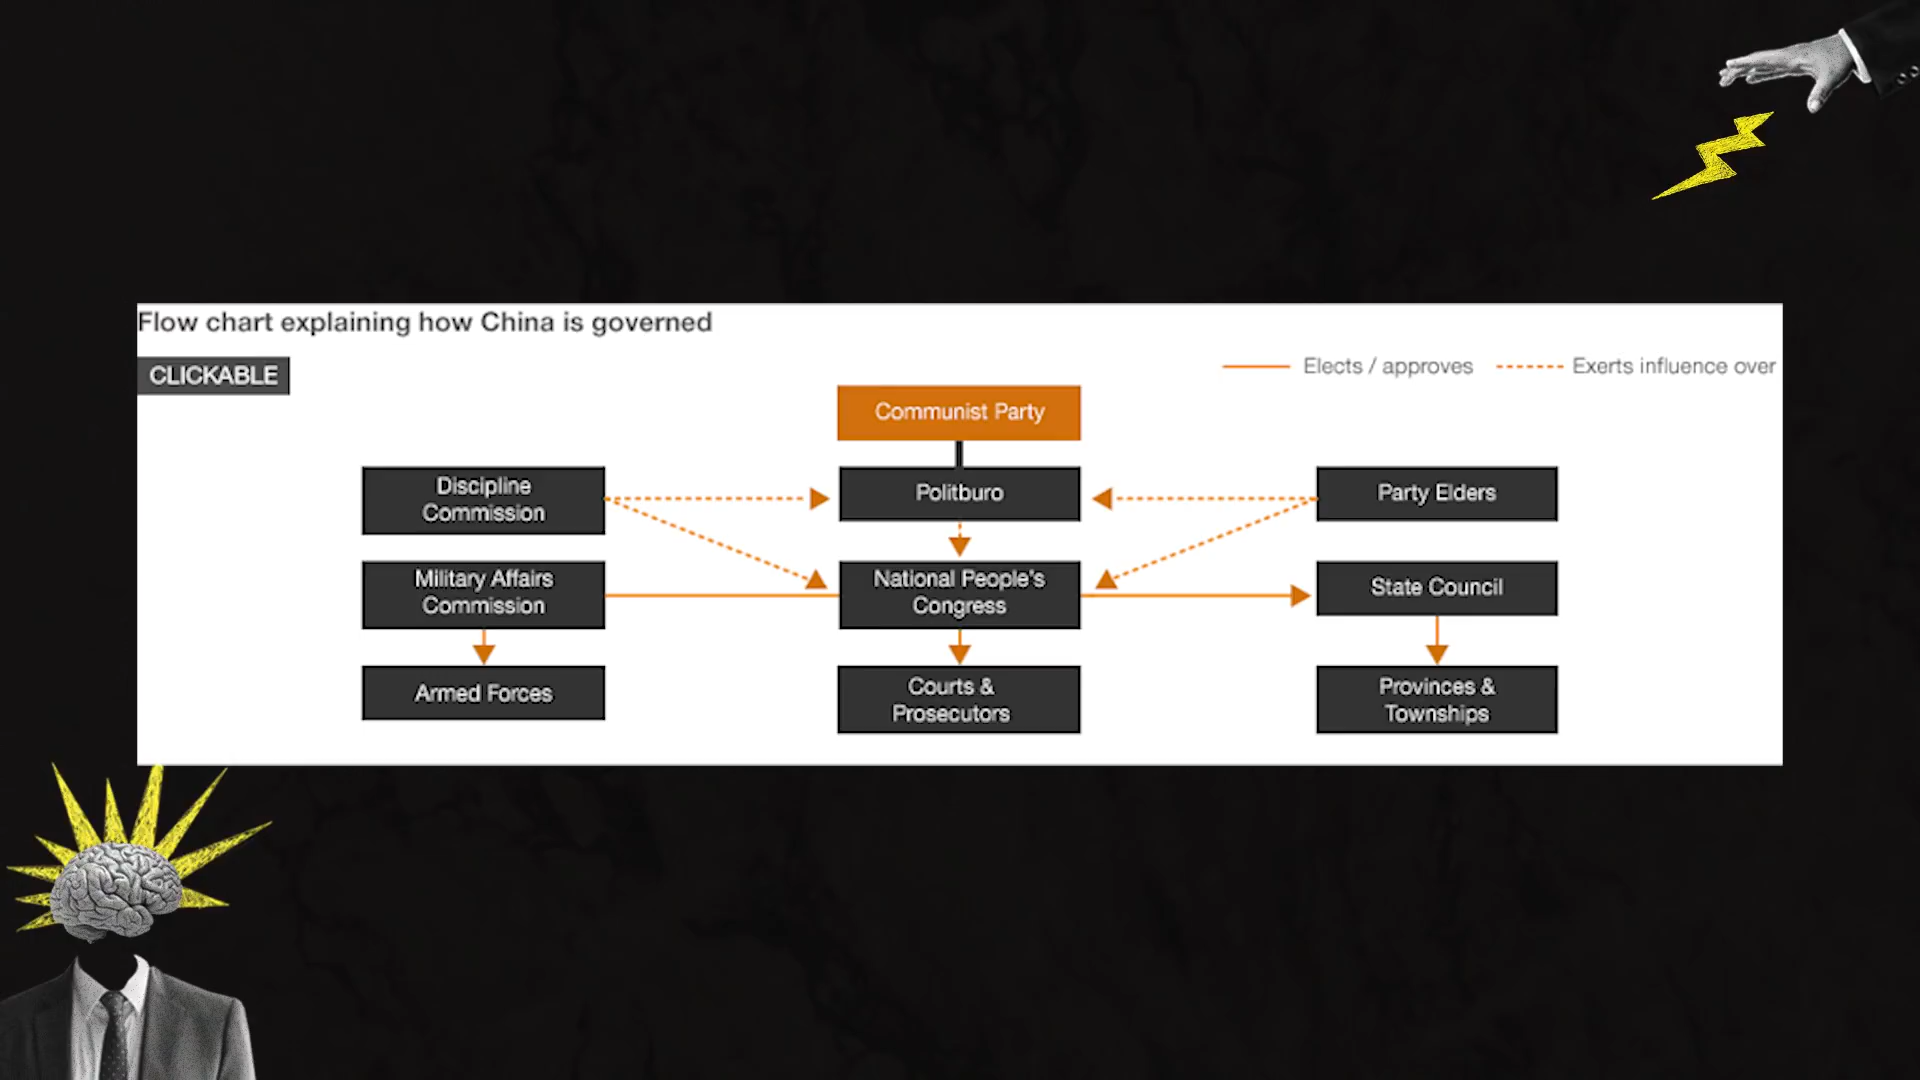 Flow chart explaining how China is governed
CLICKABLE
Elects / approves
Exerts influence over
Communist Party
Discipline
Commission
Politburo
Party Elders
Military Affairs
Commission
National People's
Congress
State Council
Armed Forces
Courts &
Prosecutors
Provinces &
Townships